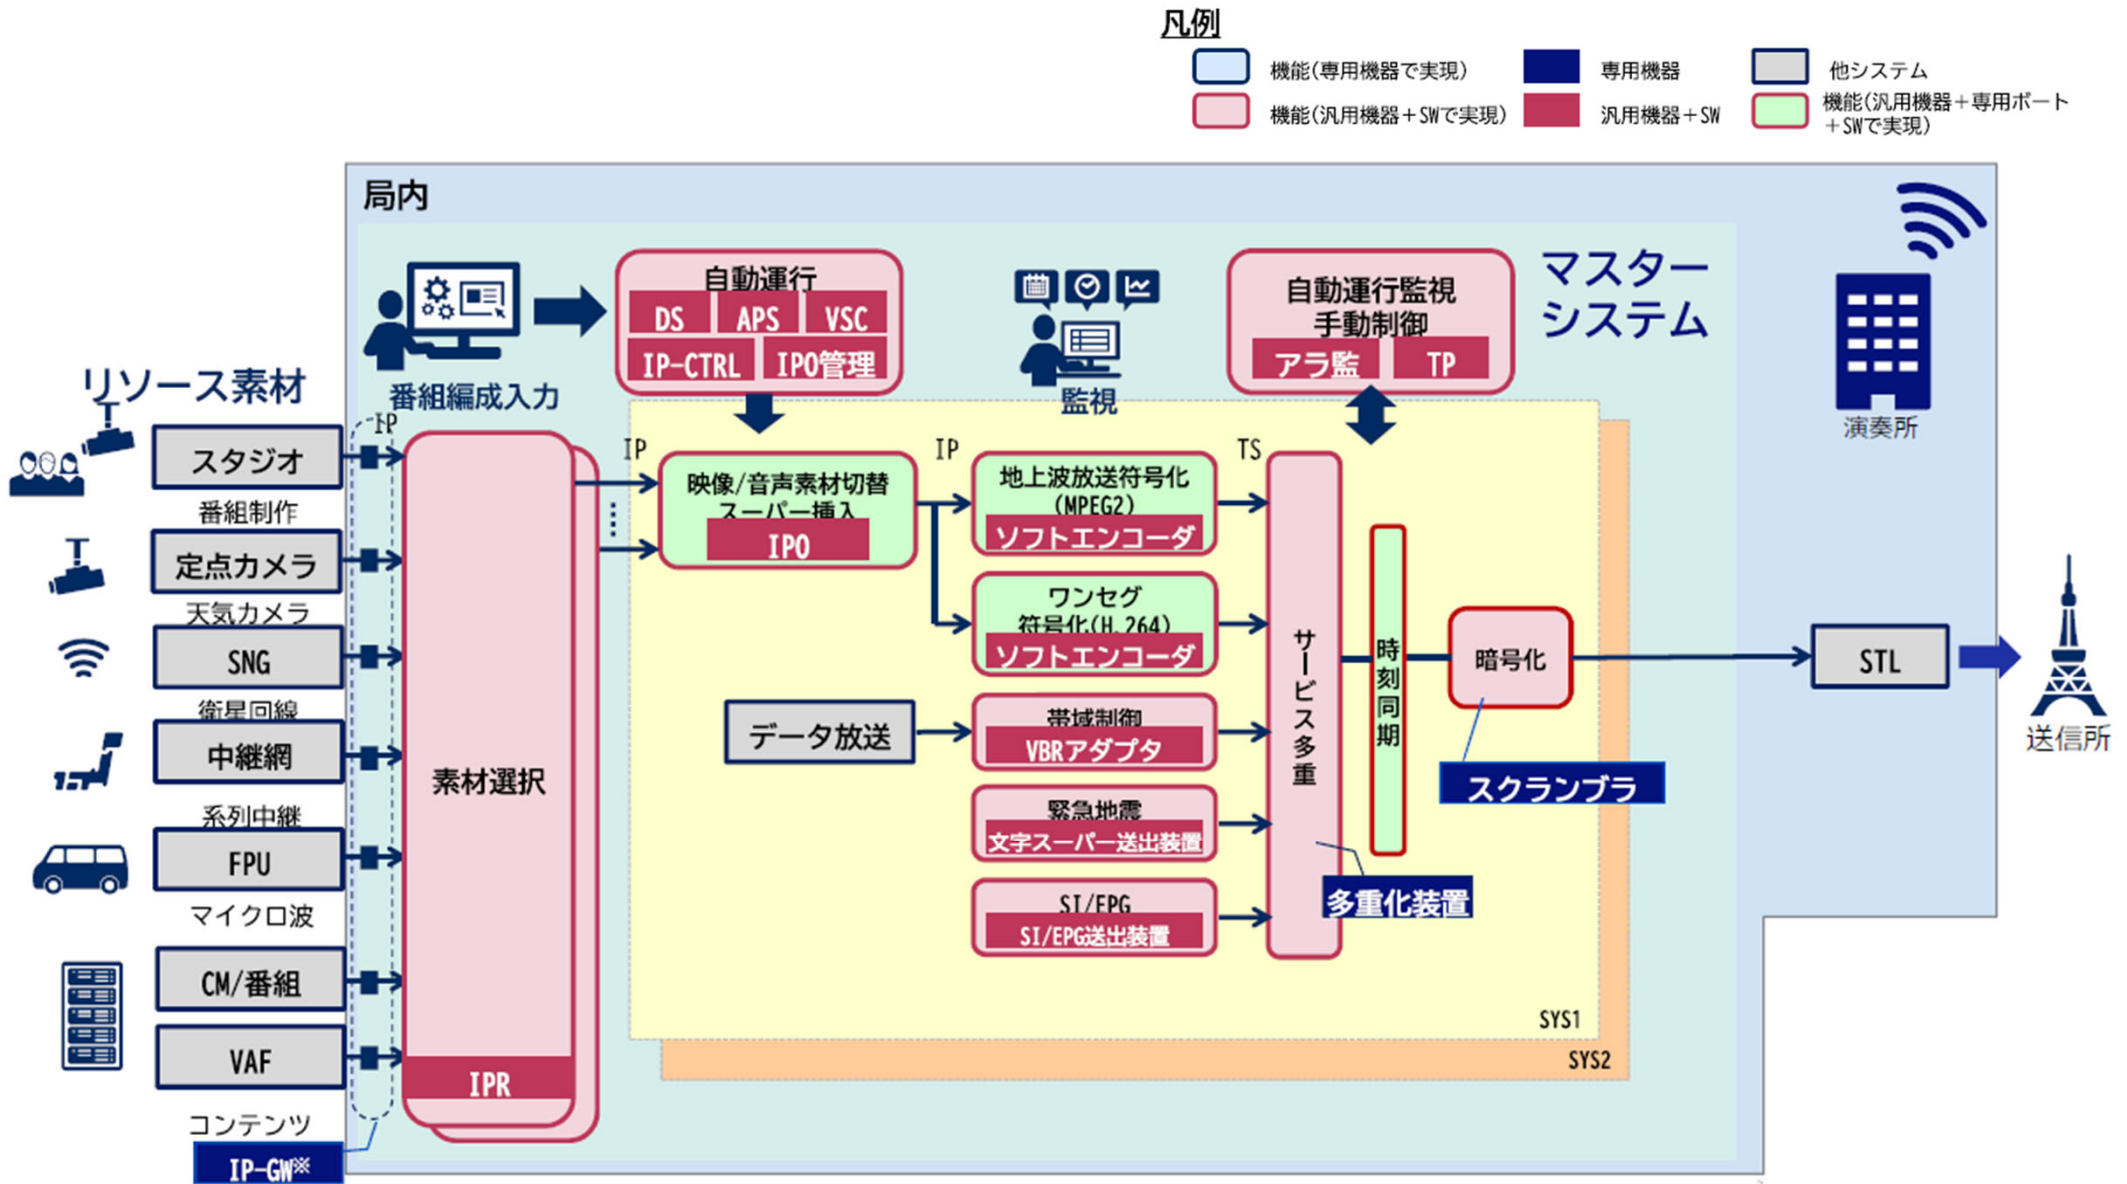 凡例
機能(専用機器で実現)
専用機器
他システム
機能(汎用機器＋SWで実現)
汎用機器＋SW
機能(汎用機器＋専用ボート
＋SWで実現)
局内
マスター
システム
自動運行
DS
APS
VSC
IP-CTRL
IPO管理
自動運行監視
手動制御
アラ監
TP
番組編成入力
監視
演奏所
リソース素材
IP
スタジオ
番組制作
定点カメラ
天気カメラ
SNG
衛星回線
中継網
系列中継
FPU
マイクロ波
CM/番組
VAF
コンテンツ
IP-GW※
素材選択
IPR
IP
映像/音声素材切替
スーパー挿入
IPO
IP
地上波放送符号化
(MPEG2)
ソフトエンコーダ
ワンセグ
符号化(H.264)
ソフトエンコーダ
データ放送
帯域制御
VBRアダプタ
緊急地震
文字スーパー送出装置
SI/EPG
SI/EPG送出装置
TS
サービス多重
時刻同期
暗号化
スクランブラ
多重化装置
SYS1
SYS2
STL
送信所